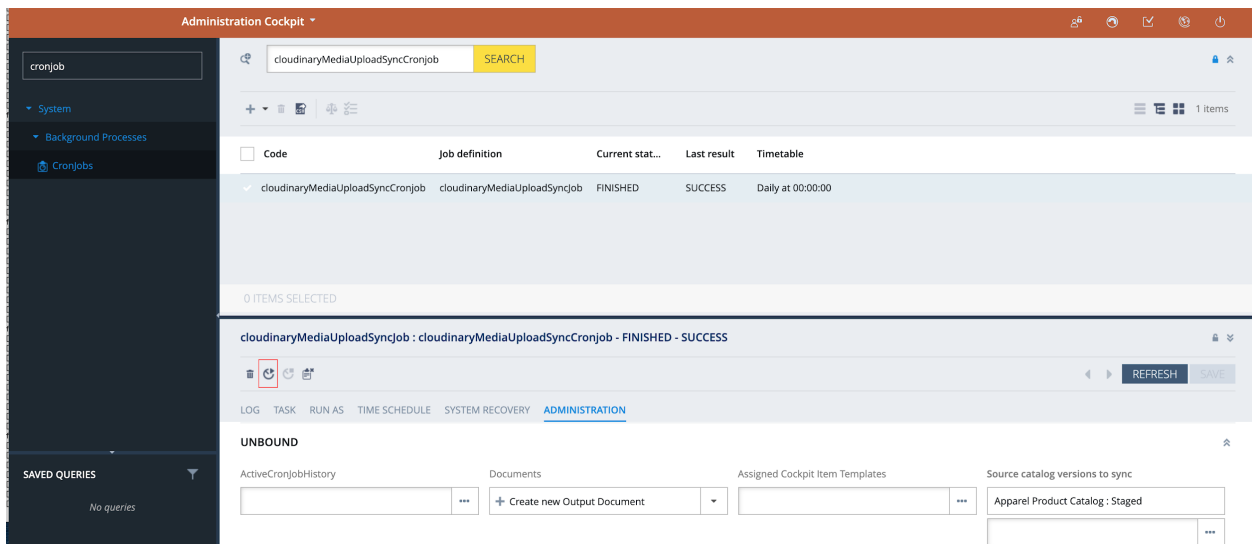 Administration Cockpit
cronjob
cloudinaryMediaUploadSyncCronjob SEARCH
System
1 items
Background Processes
Code Job definition Current stat... Last result Timetable
CronJobs
cloudinaryMediaUploadSyncCronjob cloudinaryMediaUploadSyncJob FINISHED SUCCESS Daily at 00:00:00
0 ITEMS SELECTED
cloudinaryMediaUploadSyncJob : cloudinaryMediaUploadSyncCronjob - FINISHED - SUCCESS
REFRESH SAVE
LOG TASK RUN AS TIME SCHEDULE SYSTEM RECOVERY ADMINISTRATION
UNBOUND
SAVED QUERIES
No queries
ActiveCronJobHistory Documents Assigned Cockpit Item Templates Source catalog versions to sync
... + Create new Output Document ... Apparel Product Catalog : Staged
...